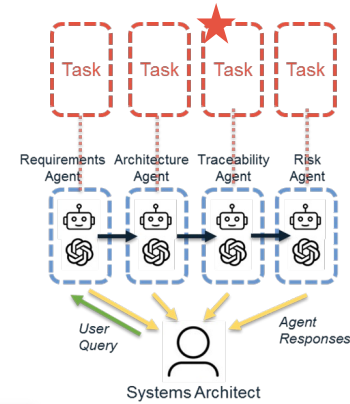 Task Task Task Task
Requirements Architecture Traceability Risk
Agent Agent Agent Agent
User
Query
Agent
Responses
Systems Architect